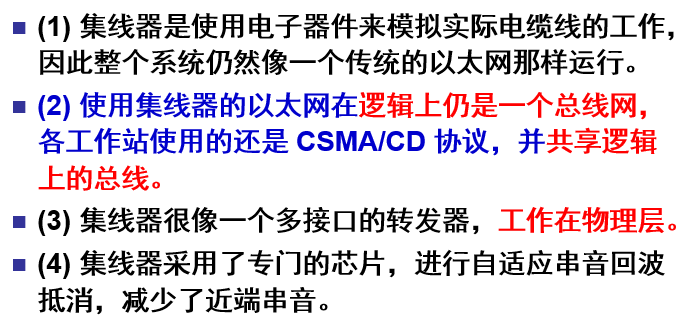 (1) 集线器是使用电子器件来模拟实际电缆线的工作，
因此整个系统仍然像一个传统的以太网那样运行。
(2) 使用集线器的以太网在逻辑上仍是一个总线网，
各工作站使用的还是 CSMA/CD 协议，并共享逻辑
上的总线。
(3) 集线器很像一个多接口的转发器，工作在物理层。
(4) 集线器采用了专门的芯片，进行自适应串音回波
抵消，减少了近端串音。